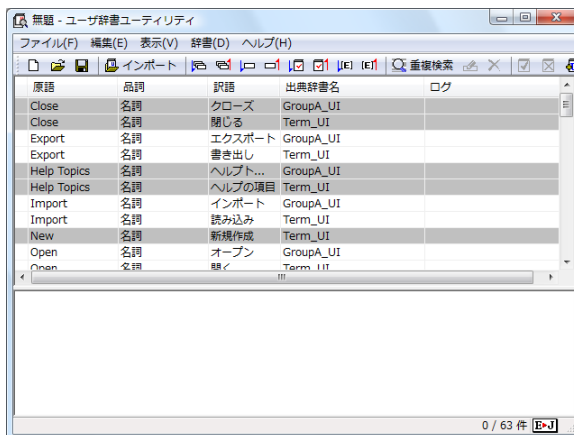 無題 - ユーザ辞書ユーティリティ
ファイル(F) 編集(E) 表示(V) 辞書(D) ヘルプ(H)
インポート 重複検索
原語 品詞 訳語 出典辞書名 ログ
Close 名詞 クローズ GroupA_UI
Close 名詞 閉じる Term_UI
Export 名詞 エクスポート GroupA_UI
Export 名詞 書き出し Term_UI
Help Topics 名詞 ヘルプト... GroupA_UI
Help Topics 名詞 ヘルプの項目 Term_UI
Import 名詞 インポート GroupA_UI
Import 名詞 読み込み Term_UI
New 名詞 新規作成 Term_UI
Open 名詞 オープン GroupA_UI
Open 名詞 開く Term_UI
0 / 63 件 E▸J